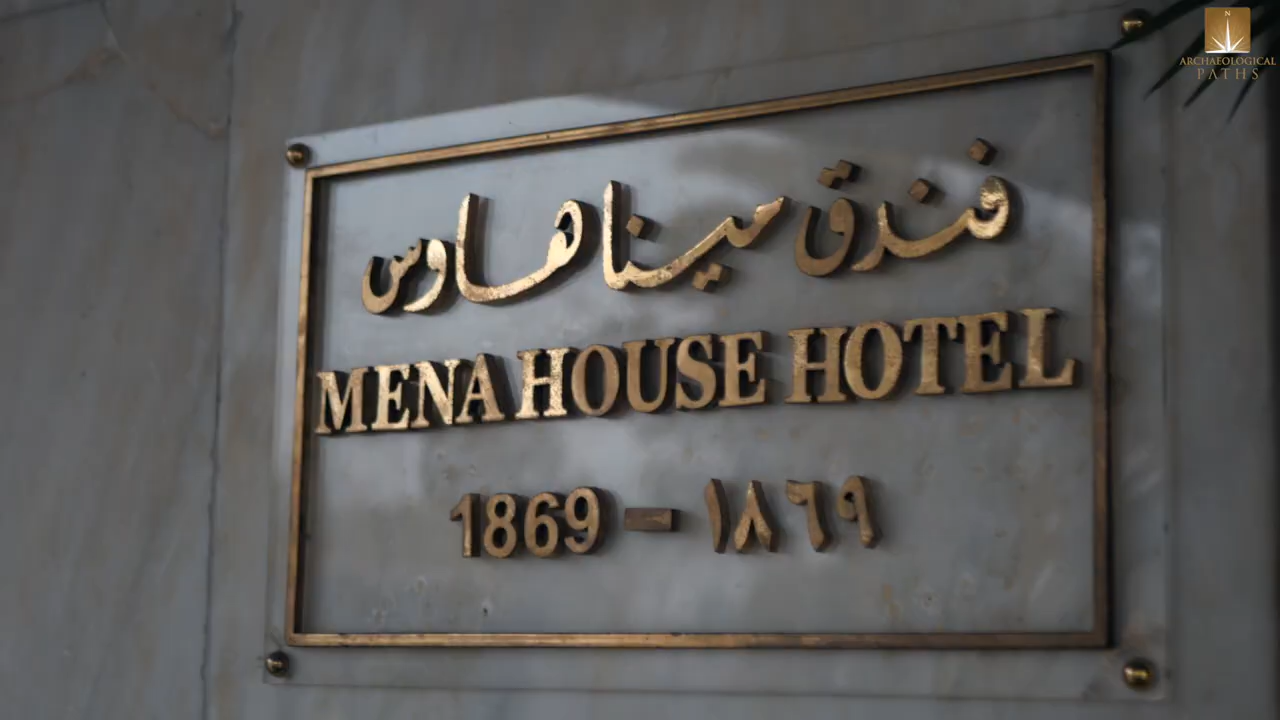 فندق مينا هاوس
MENA HOUSE HOTEL
1869 – ١٨٦٩
N
ARCHAEOLOGICAL
PATHS